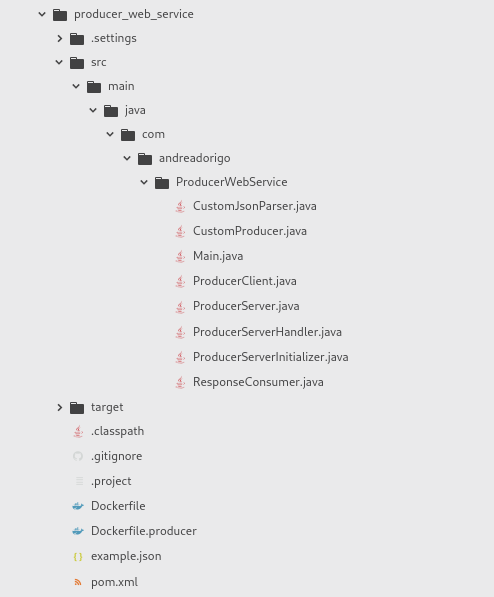 producer_web_service
.settings
src
main
java
com
andreadorigo
ProducerWebService
CustomJsonParser.java
CustomProducer.java
Main.java
ProducerClient.java
ProducerServer.java
ProducerServerHandler.java
ProducerServerInitializer.java
ResponseConsumer.java
target
.classpath
.gitignore
.project
Dockerfile
Dockerfile.producer
example.json
pom.xml